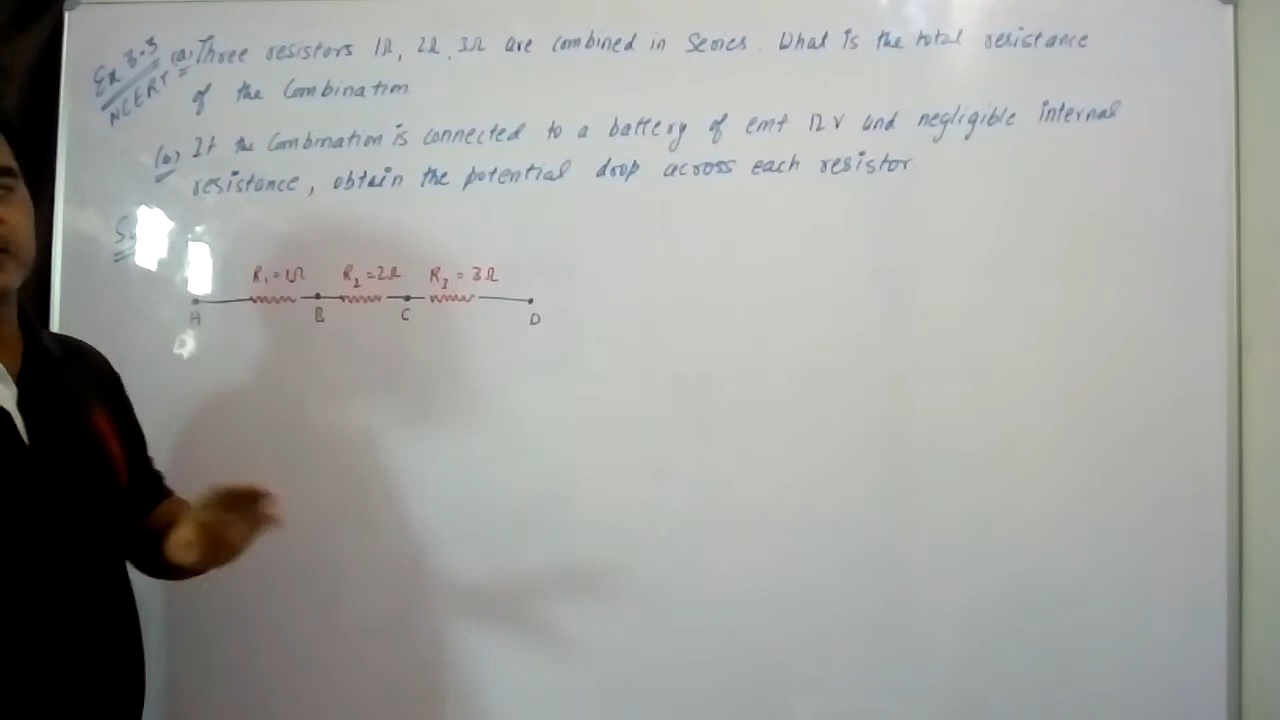 Ex 3.3 (a) Three resistors 1Ω, 2Ω, 3Ω are combined in series. What is the total resistance
NCERT of the Combination
(b) If the Combination is connected to a battery of emf 12 V and negligible internal
resistance, obtain the potential drop across each resistor.
R₁=1Ω R₂=2Ω R₃=3Ω
A B C D